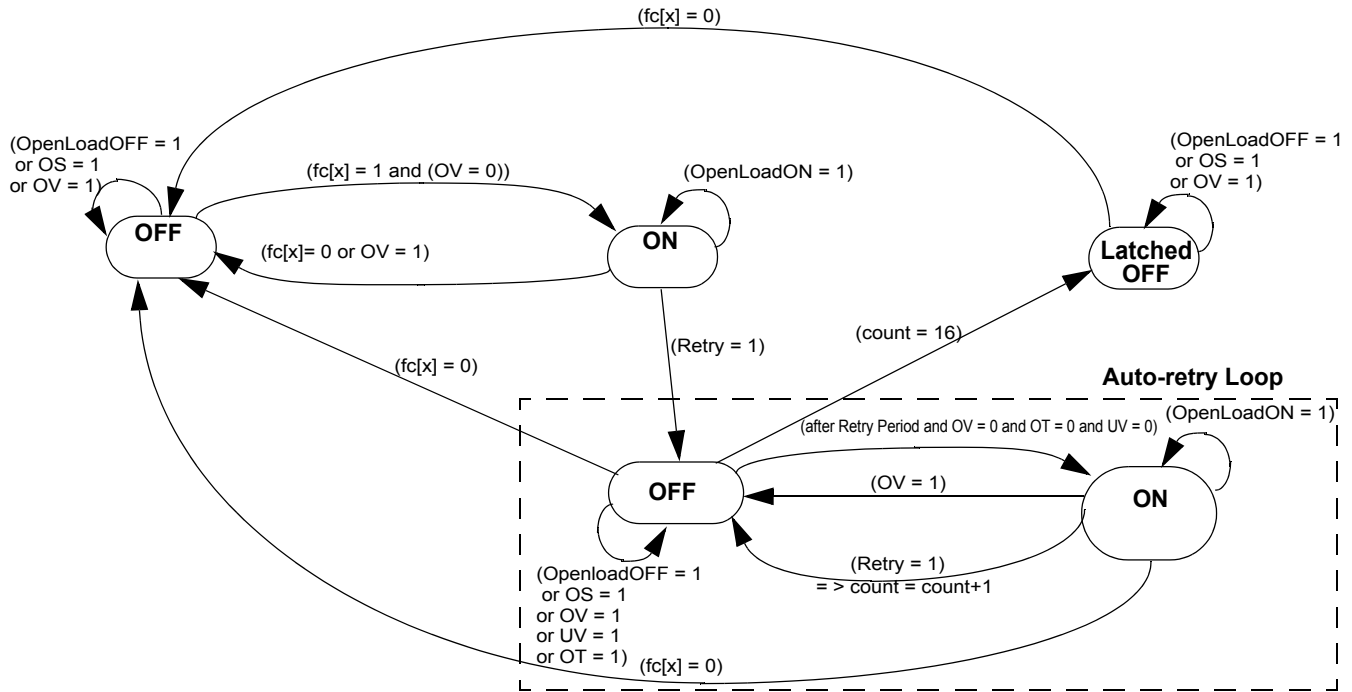 (fc[x] = 0)
(OpenLoadOFF = 1
or OS = 1
or OV = 1)
(fc[x] = 1 and (OV = 0))
(OpenLoadON = 1)
(OpenLoadOFF = 1
or OS = 1
or OV = 1)
OFF
ON
Latched
OFF
(fc[x]= 0 or OV = 1)
(Retry = 1)
(count = 16)
(fc[x] = 0)
Auto-retry Loop
(OpenLoadON = 1)
(after Retry Period and OV = 0 and OT = 0 and UV = 0)
OFF
(OV = 1)
ON
(Retry = 1)
= > count = count+1
(OpenloadOFF = 1
or OS = 1
or OV = 1
or UV = 1
or OT = 1)
(fc[x] = 0)